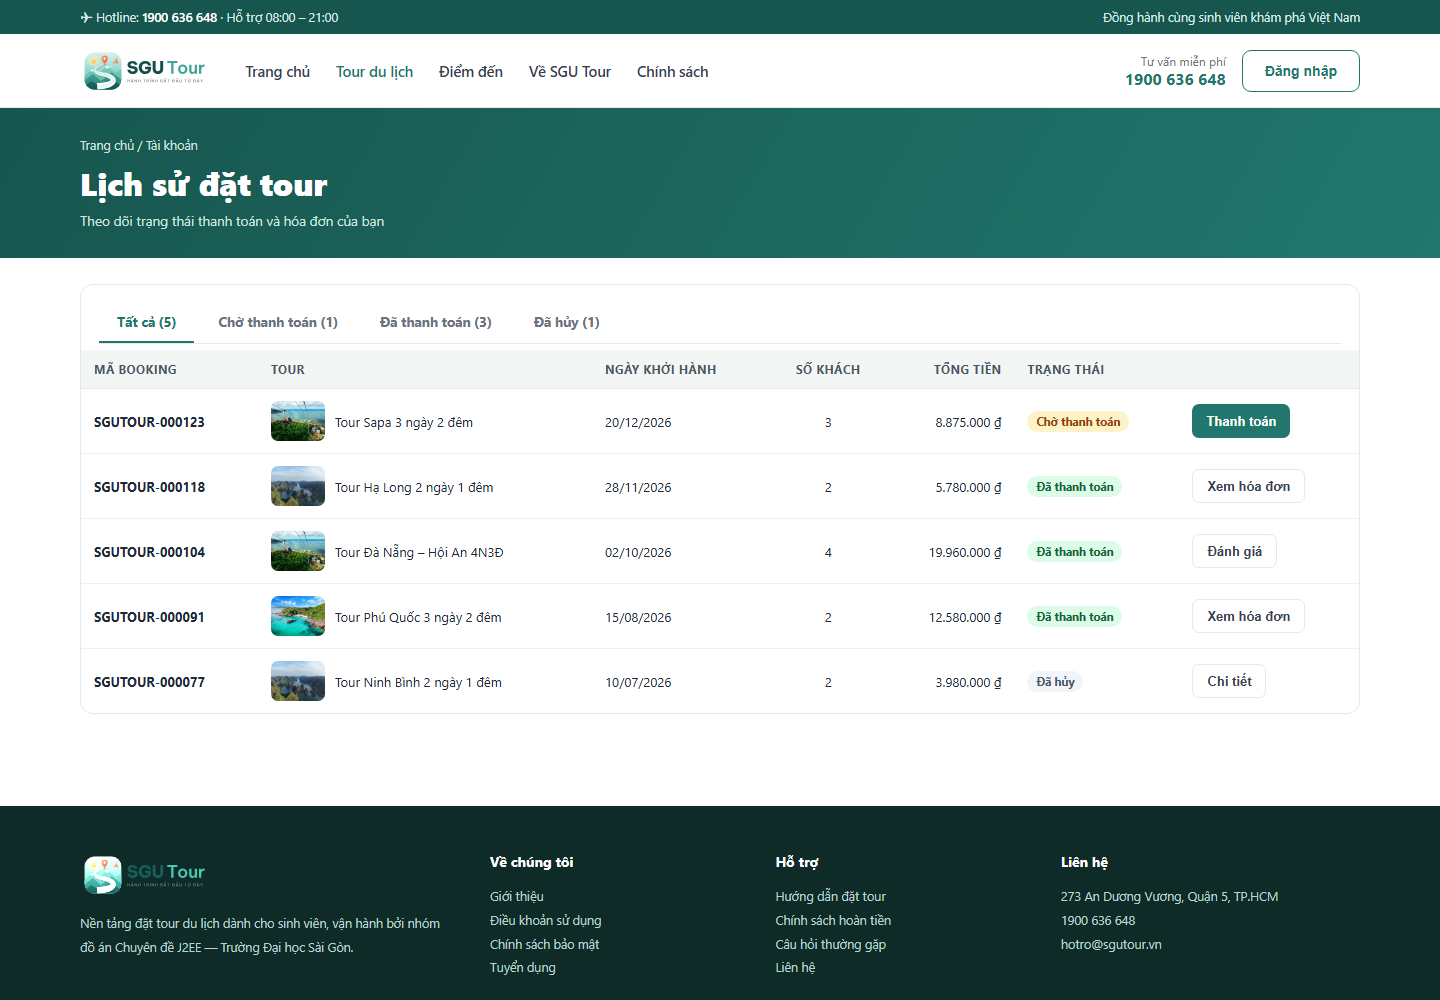 ✈ Hotline: 1900 636 648 · Hỗ trợ 08:00 – 21:00
Đồng hành cùng sinh viên khám phá Việt Nam
SGU Tour
HÀNH TRÌNH BẮT ĐẦU TỪ ĐÂY
Trang chủ
Tour du lịch
Điểm đến
Về SGU Tour
Chính sách
Tư vấn miễn phí
1900 636 648
Đăng nhập
Trang chủ / Tài khoản
Lịch sử đặt tour
Theo dõi trạng thái thanh toán và hóa đơn của bạn
Tất cả (5)
Chờ thanh toán (1)
Đã thanh toán (3)
Đã hủy (1)
MÃ BOOKING TOUR NGÀY KHỞI HÀNH SỐ KHÁCH TỔNG TIỀN TRẠNG THÁI
SGUTOUR-000123 Tour Sapa 3 ngày 2 đêm 20/12/2026 3 8.875.000 ₫ Chờ thanh toán Thanh toán
SGUTOUR-000118 Tour Hạ Long 2 ngày 1 đêm 28/11/2026 2 5.780.000 ₫ Đã thanh toán Xem hóa đơn
SGUTOUR-000104 Tour Đà Nẵng – Hội An 4N3Đ 02/10/2026 4 19.960.000 ₫ Đã thanh toán Đánh giá
SGUTOUR-000091 Tour Phú Quốc 3 ngày 2 đêm 15/08/2026 2 12.580.000 ₫ Đã thanh toán Xem hóa đơn
SGUTOUR-000077 Tour Ninh Bình 2 ngày 1 đêm 10/07/2026 2 3.980.000 ₫ Đã hủy Chi tiết
SGU Tour
HÀNH TRÌNH BẮT ĐẦU TỪ ĐÂY
Nền tảng đặt tour du lịch dành cho sinh viên, vận hành bởi nhóm
đồ án Chuyên đề J2EE — Trường Đại học Sài Gòn.
Về chúng tôi
Giới thiệu
Điều khoản sử dụng
Chính sách bảo mật
Tuyển dụng
Hỗ trợ
Hướng dẫn đặt tour
Chính sách hoàn tiền
Câu hỏi thường gặp
Liên hệ
Liên hệ
273 An Dương Vương, Quận 5, TP.HCM
1900 636 648
hotro@sgutour.vn